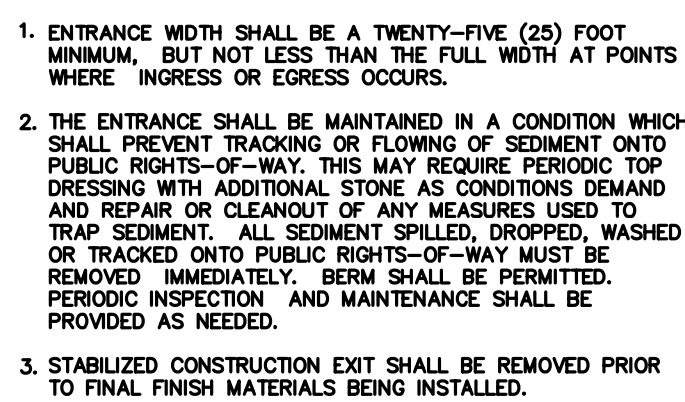 1. ENTRANCE WIDTH SHALL BE A TWENTY-FIVE (25) FOOT
MINIMUM, BUT NOT LESS THAN THE FULL WIDTH AT POINTS
WHERE INGRESS OR EGRESS OCCURS.
2. THE ENTRANCE SHALL BE MAINTAINED IN A CONDITION WHICH
SHALL PREVENT TRACKING OR FLOWING OF SEDIMENT ONTO
PUBLIC RIGHTS-OF-WAY. THIS MAY REQUIRE PERIODIC TOP
DRESSING WITH ADDITIONAL STONE AS CONDITIONS DEMAND
AND REPAIR OR CLEANOUT OF ANY MEASURES USED TO
TRAP SEDIMENT. ALL SEDIMENT SPILLED, DROPPED, WASHED
OR TRACKED ONTO PUBLIC RIGHTS-OF-WAY MUST BE
REMOVED IMMEDIATELY. BERM SHALL BE PERMITTED.
PERIODIC INSPECTION AND MAINTENANCE SHALL BE
PROVIDED AS NEEDED.
3. STABILIZED CONSTRUCTION EXIT SHALL BE REMOVED PRIOR
TO FINAL FINISH MATERIALS BEING INSTALLED.